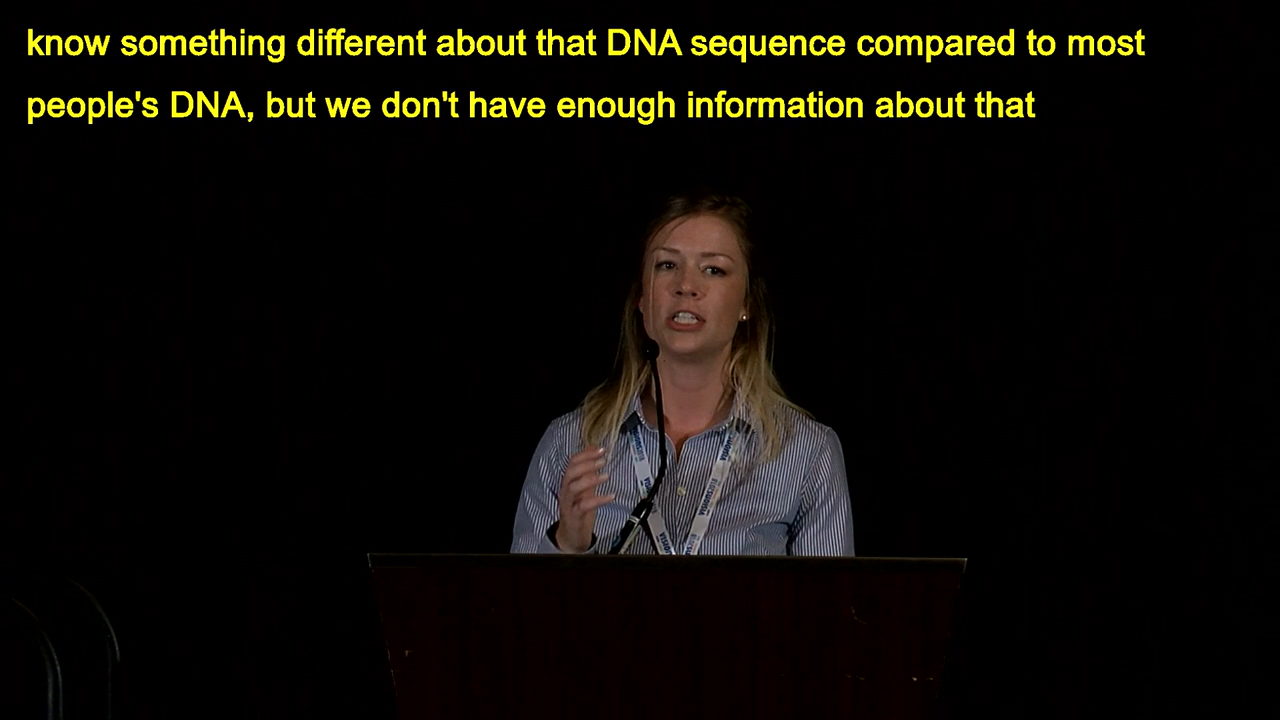 know something different about that DNA sequence compared to most
people's DNA, but we don't have enough information about that